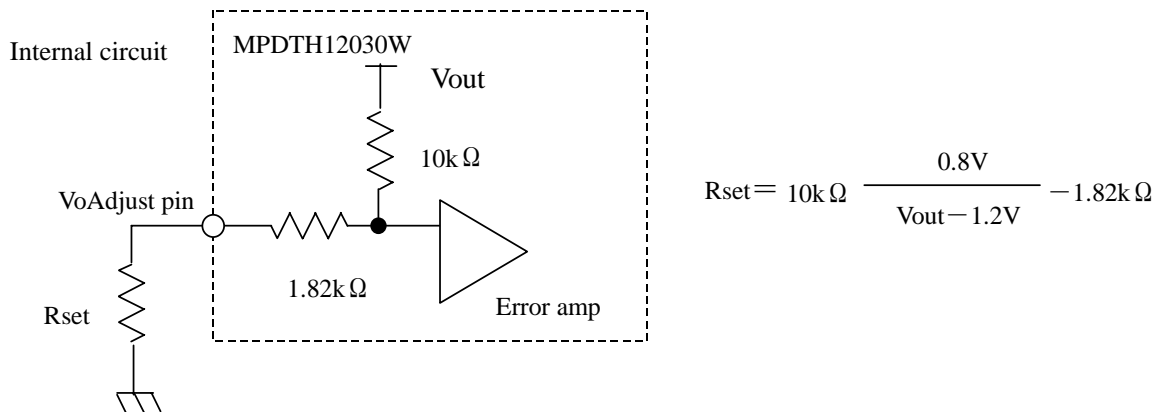 Internal circuit
MPDTH12030W
Vout
10kΩ
VoAdjust pin
1.82kΩ
Rset
Error amp
Rset＝ 10kΩ 0.8V / Vout－1.2V －1.82kΩ